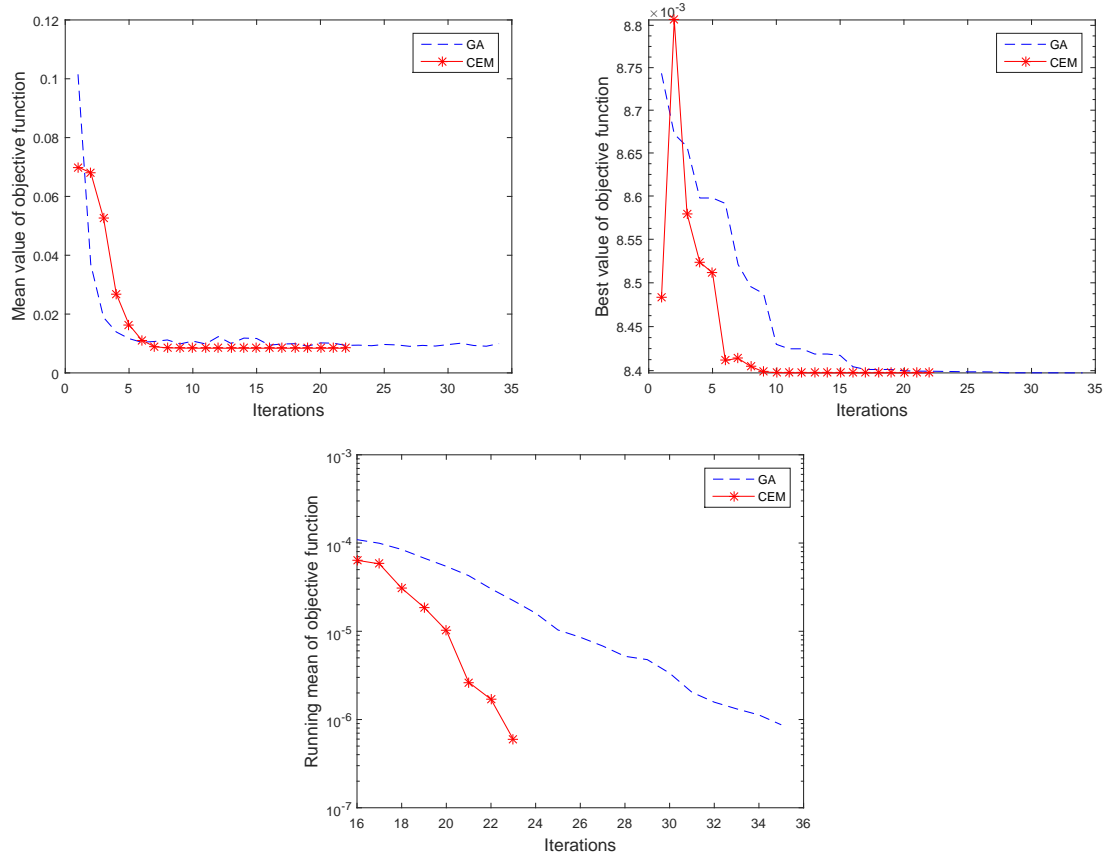 0.12
0.1
0.08
0.06
0.04
0.02
0
Mean value of objective function
0 5 10 15 20 25 30 35
Iterations
GA
CEM
×10-3
8.8
8.75
8.7
8.65
8.6
8.55
8.5
8.45
8.4
Best value of objective function
0 5 10 15 20 25 30 35
Iterations
GA
CEM
10-3
10-4
10-5
10-6
10-7
Running mean of objective function
16 18 20 22 24 26 28 30 32 34 36
Iterations
GA
CEM